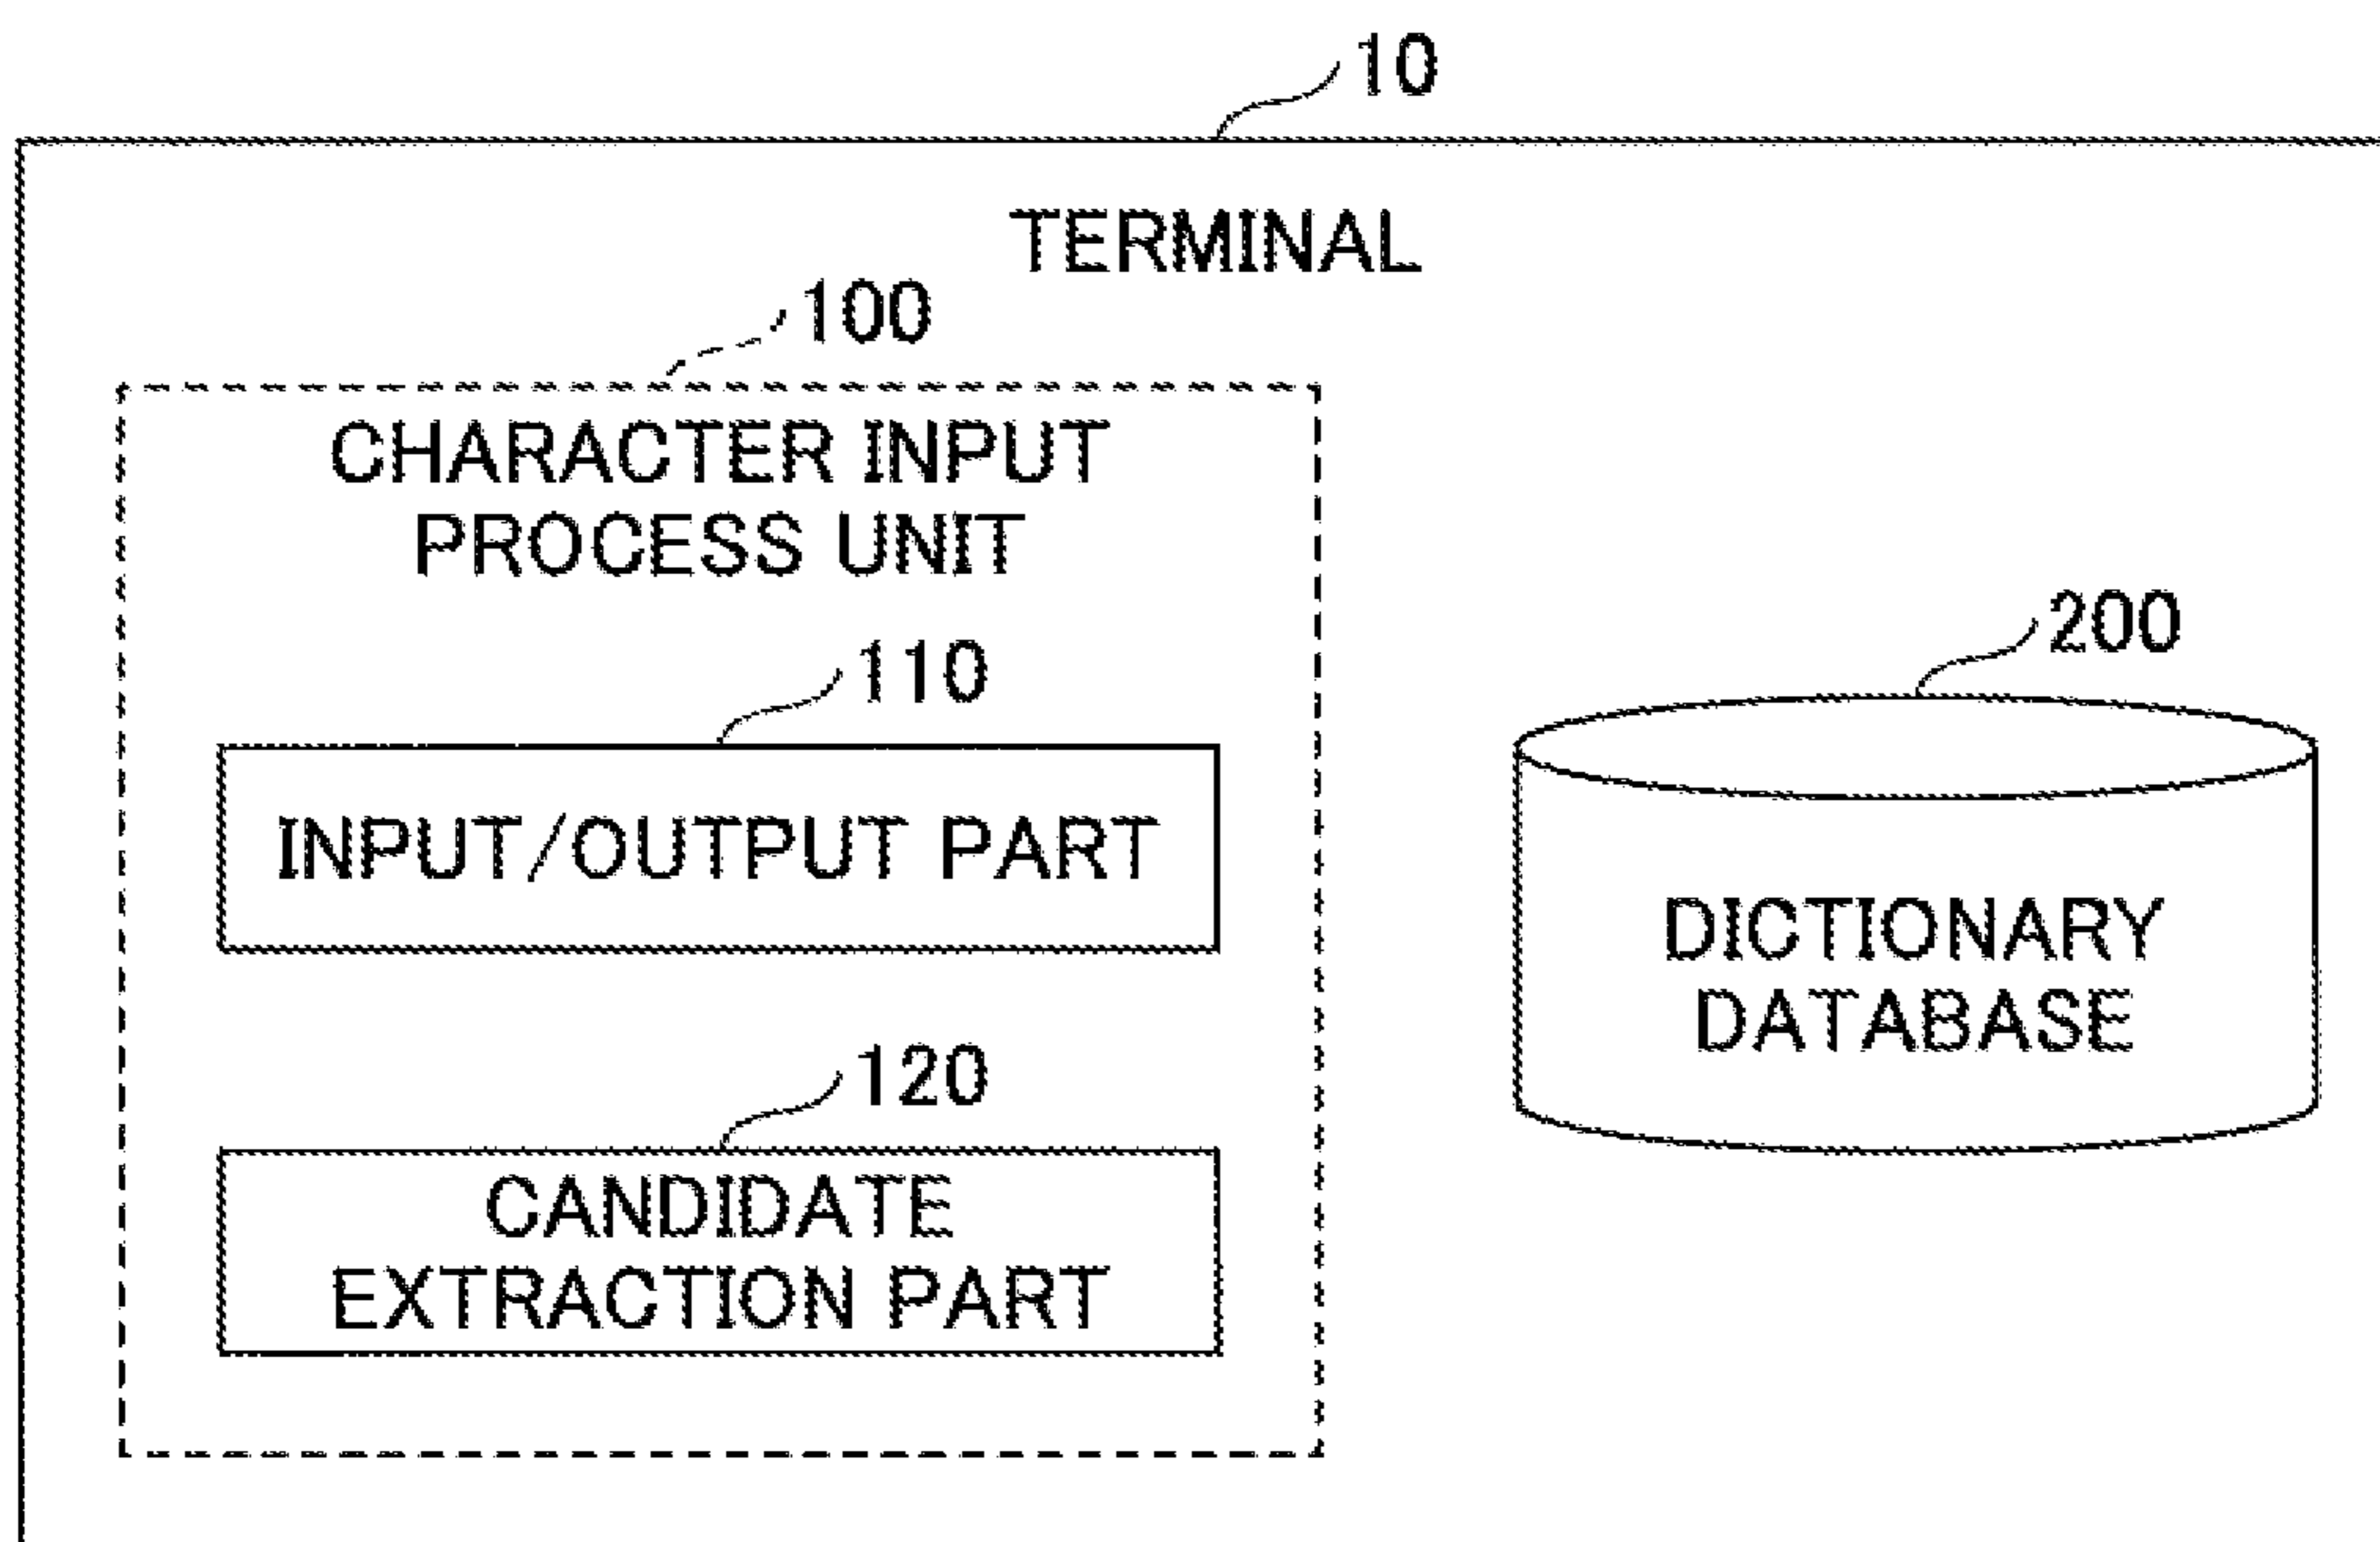 10
TERMINAL
100
CHARACTER INPUT
PROCESS UNIT
110
INPUT/OUTPUT PART
120
CANDIDATE
EXTRACTION PART
200
DICTIONARY
DATABASE